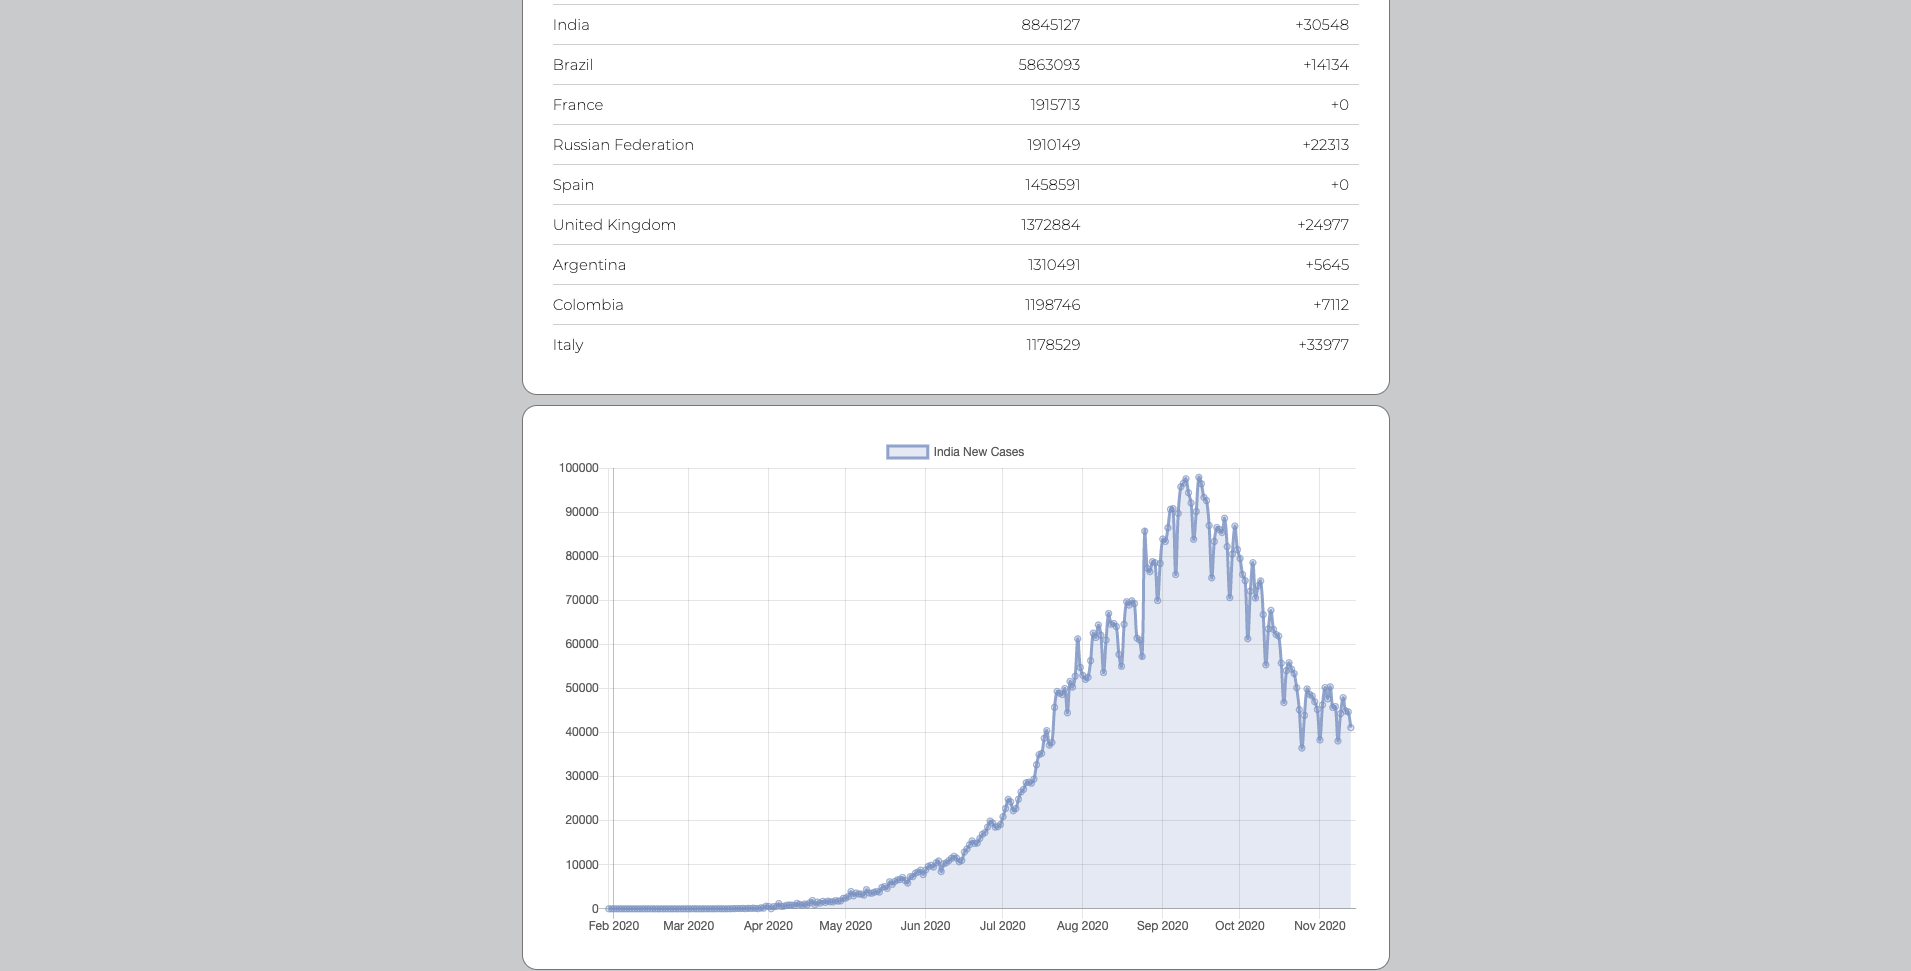 India 8845127 +30548
Brazil 5863093 +14134
France 1915713 +0
Russian Federation 1910149 +22313
Spain 1458591 +0
United Kingdom 1372884 +24977
Argentina 1310491 +5645
Colombia 1198746 +7112
Italy 1178529 +33977
India New Cases
100000
90000
80000
70000
60000
50000
40000
30000
20000
10000
0
Feb 2020 Mar 2020 Apr 2020 May 2020 Jun 2020 Jul 2020 Aug 2020 Sep 2020 Oct 2020 Nov 2020